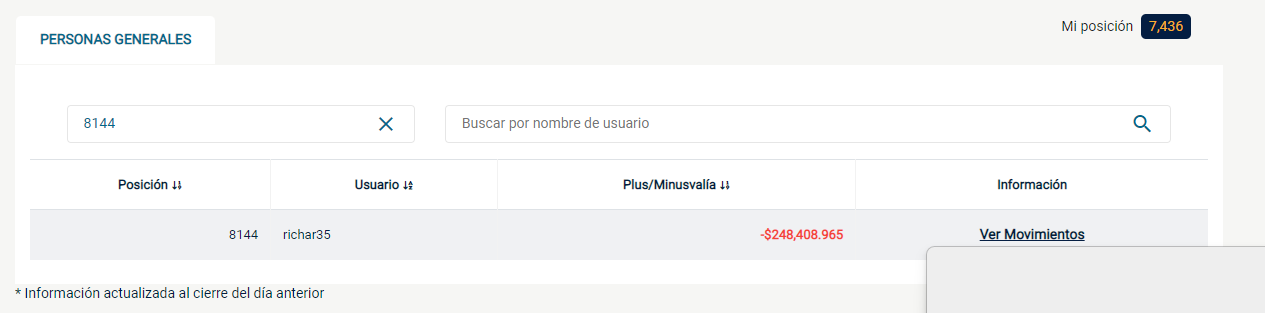 Mi posición 7,436
PERSONAS GENERALES
8144
Buscar por nombre de usuario
Posición Usuario Plus/Minusvalía Información
8144 richar35 -$248,408.965 Ver Movimientos
* Información actualizada al cierre del día anterior